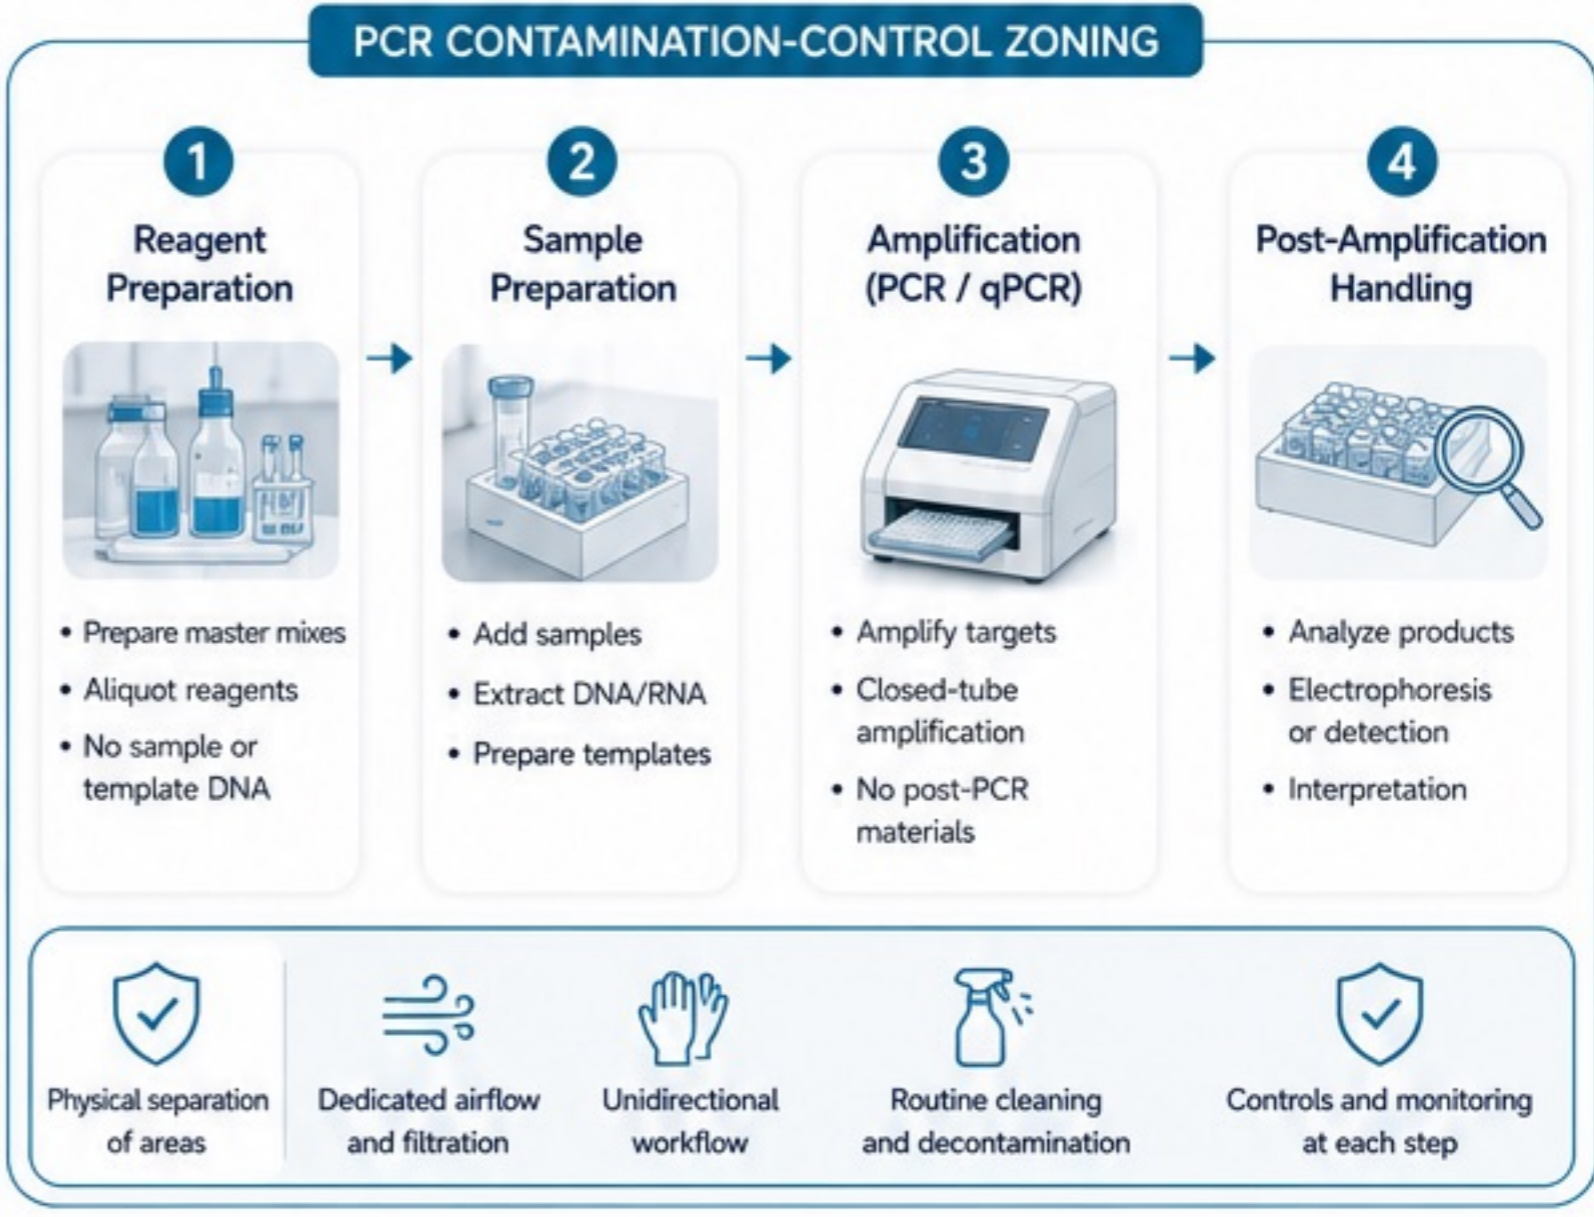 PCR CONTAMINATION-CONTROL ZONING
1
Reagent
Preparation
• Prepare master mixes
• Aliquot reagents
• No sample or
template DNA
2
Sample
Preparation
• Add samples
• Extract DNA/RNA
• Prepare templates
3
Amplification
(PCR / qPCR)
• Amplify targets
• Closed-tube
amplification
• No post-PCR
materials
4
Post-Amplification
Handling
• Analyze products
• Electrophoresis
or detection
• Interpretation
Physical separation
of areas
Dedicated airflow
and filtration
Unidirectional
workflow
Routine cleaning
and decontamination
Controls and monitoring
at each step